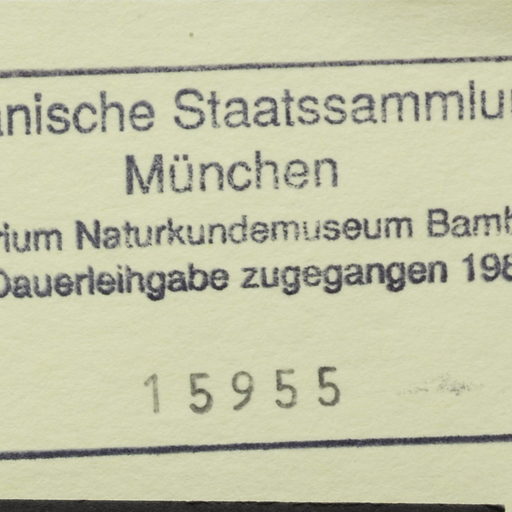 anische Staatssammlu
München
rium Naturkundemuseum Bamb
Dauerleihgabe zugegangen 198
15955